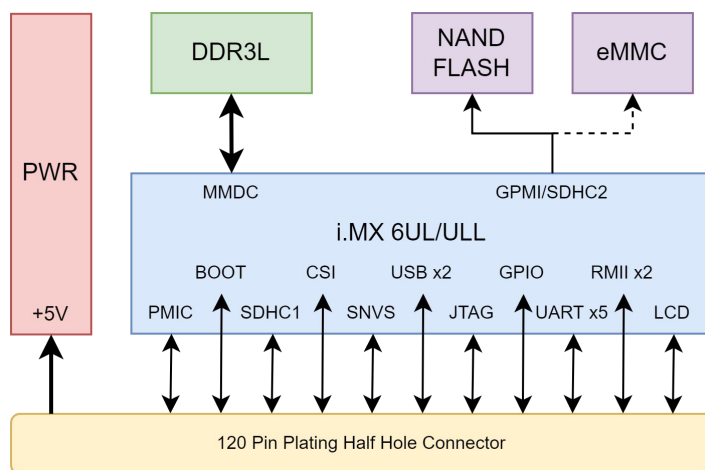 DDR3L
NAND
FLASH
eMMC
PWR
MMDC
GPMI/SDHC2
i.MX 6UL/ULL
BOOT
CSI
USB x2
GPIO
RMII x2
+5V
PMIC
SDHC1
SNVS
JTAG
UART x5
LCD
120 Pin Plating Half Hole Connector